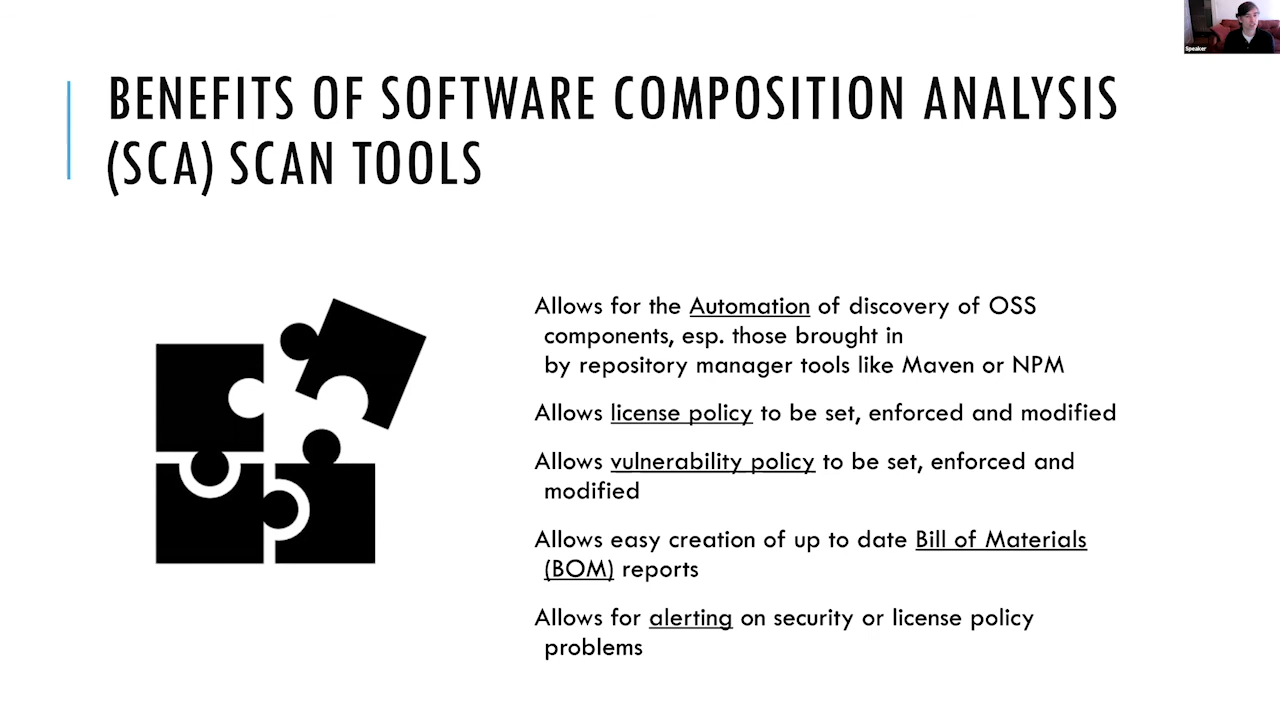 Speaker
BENEFITS OF SOFTWARE COMPOSITION ANALYSIS
(SCA) SCAN TOOLS
Allows for the Automation of discovery of OSS
components, esp. those brought in
by repository manager tools like Maven or NPM
Allows license policy to be set, enforced and modified
Allows vulnerability policy to be set, enforced and
modified
Allows easy creation of up to date Bill of Materials
(BOM) reports
Allows for alerting on security or license policy
problems